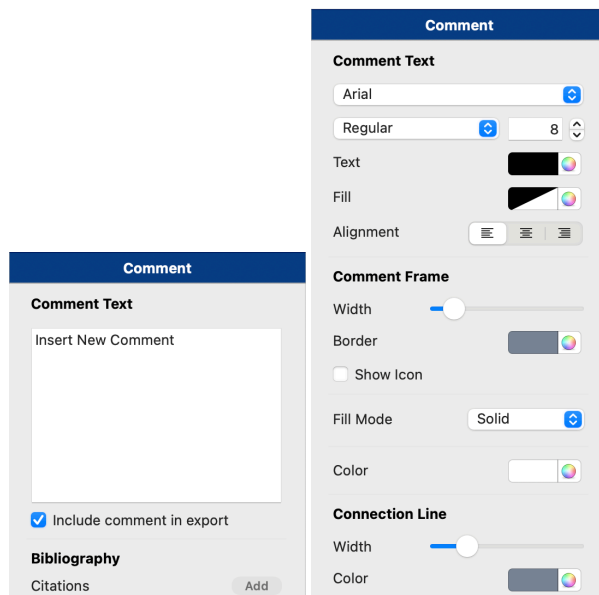 Comment
Comment Text
Insert New Comment
Include comment in export
Bibliography
Citations
Add
Comment
Comment Text
Arial
Regular
8
Text
Fill
Alignment
Comment Frame
Width
Border
Show Icon
Fill Mode
Solid
Color
Connection Line
Width
Color